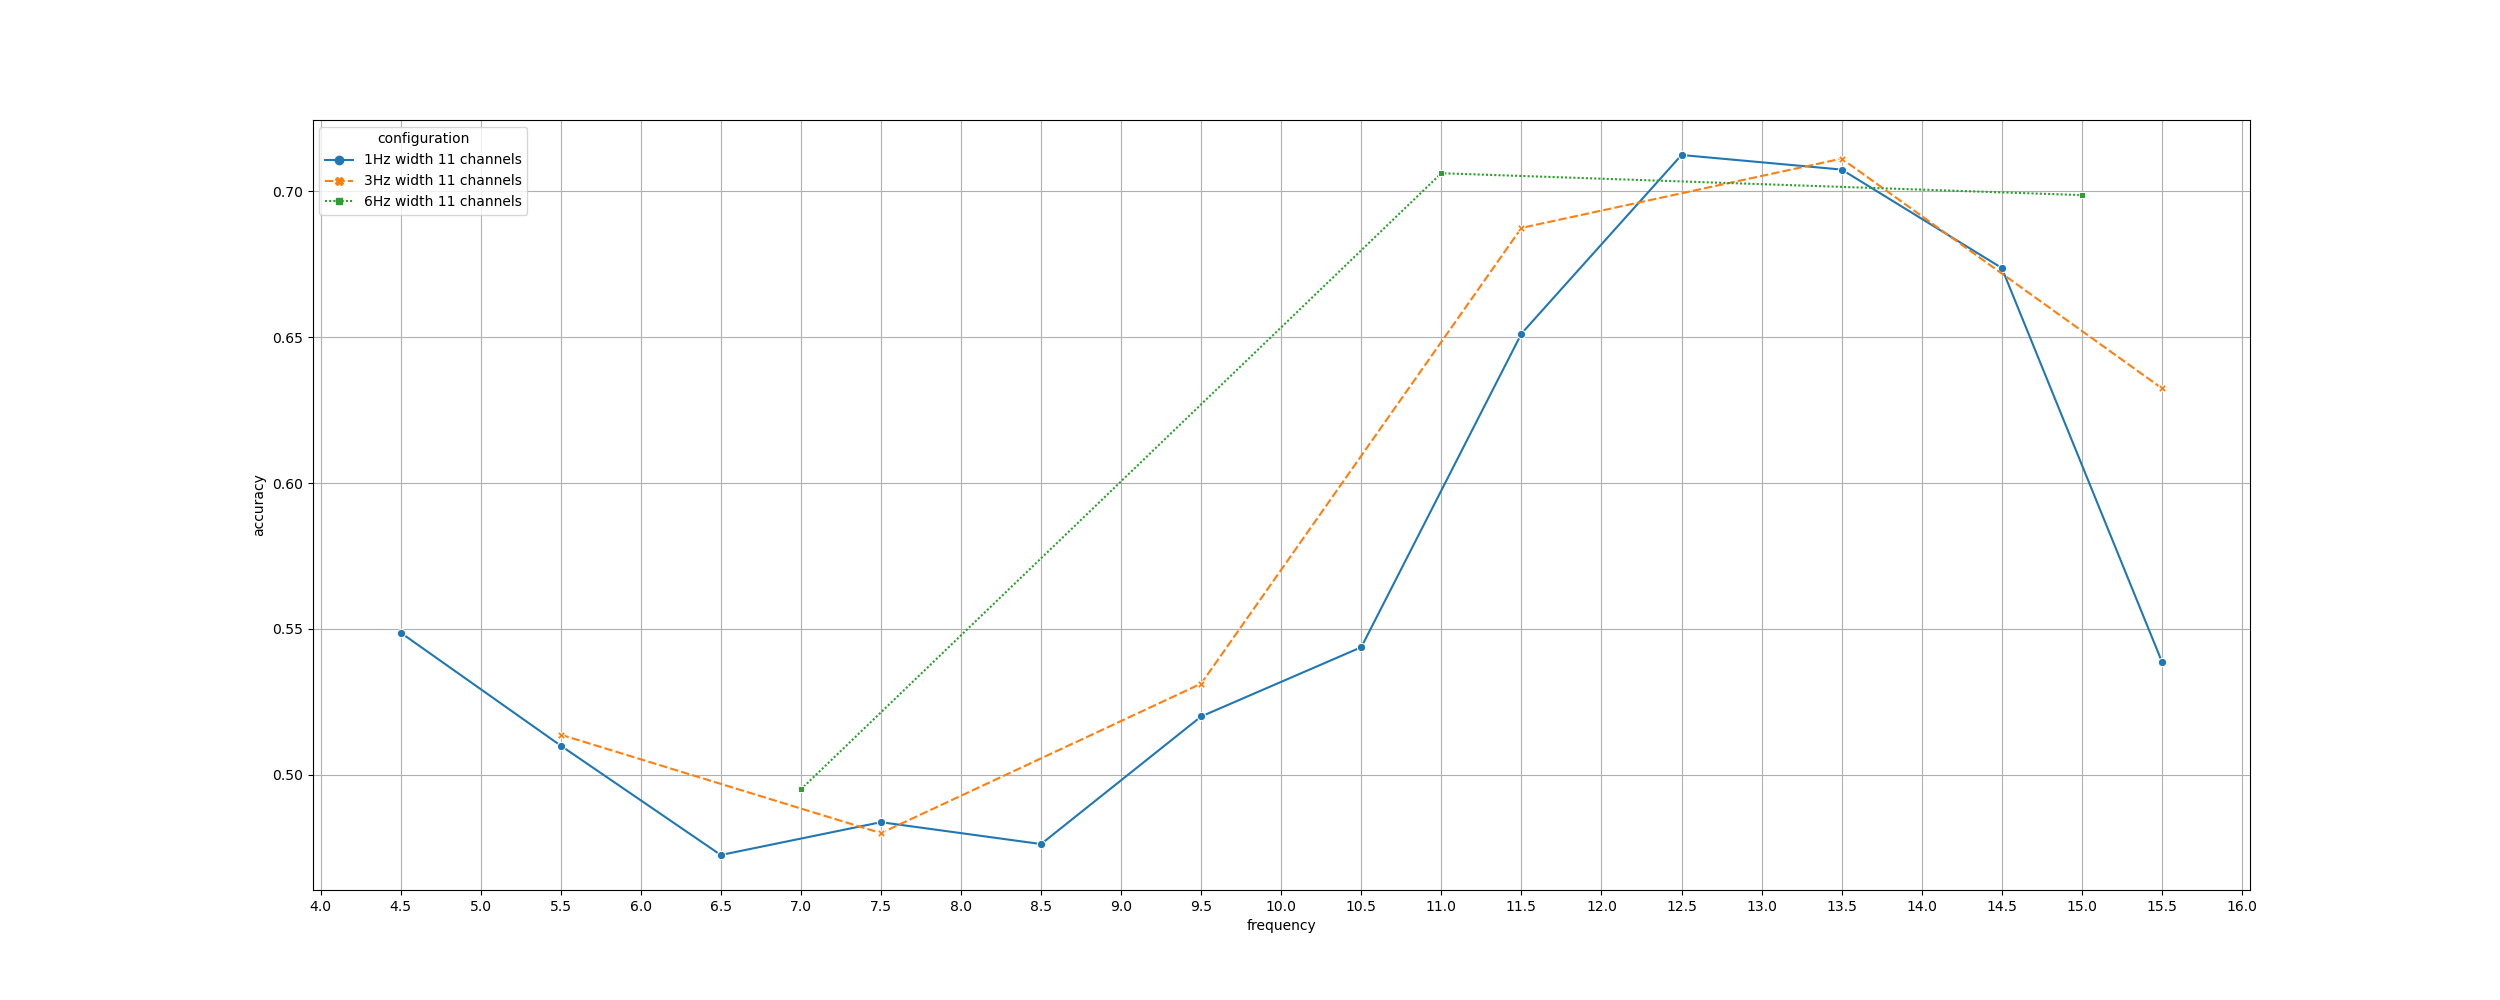 configuration
1Hz width 11 channels
3Hz width 11 channels
6Hz width 11 channels
0.70
0.65
0.60
0.55
0.50
accuracy
4.0 4.5 5.0 5.5 6.0 6.5 7.0 7.5 8.0 8.5 9.0 9.5 10.0 10.5 11.0 11.5 12.0 12.5 13.0 13.5 14.0 14.5 15.0 15.5 16.0
frequency